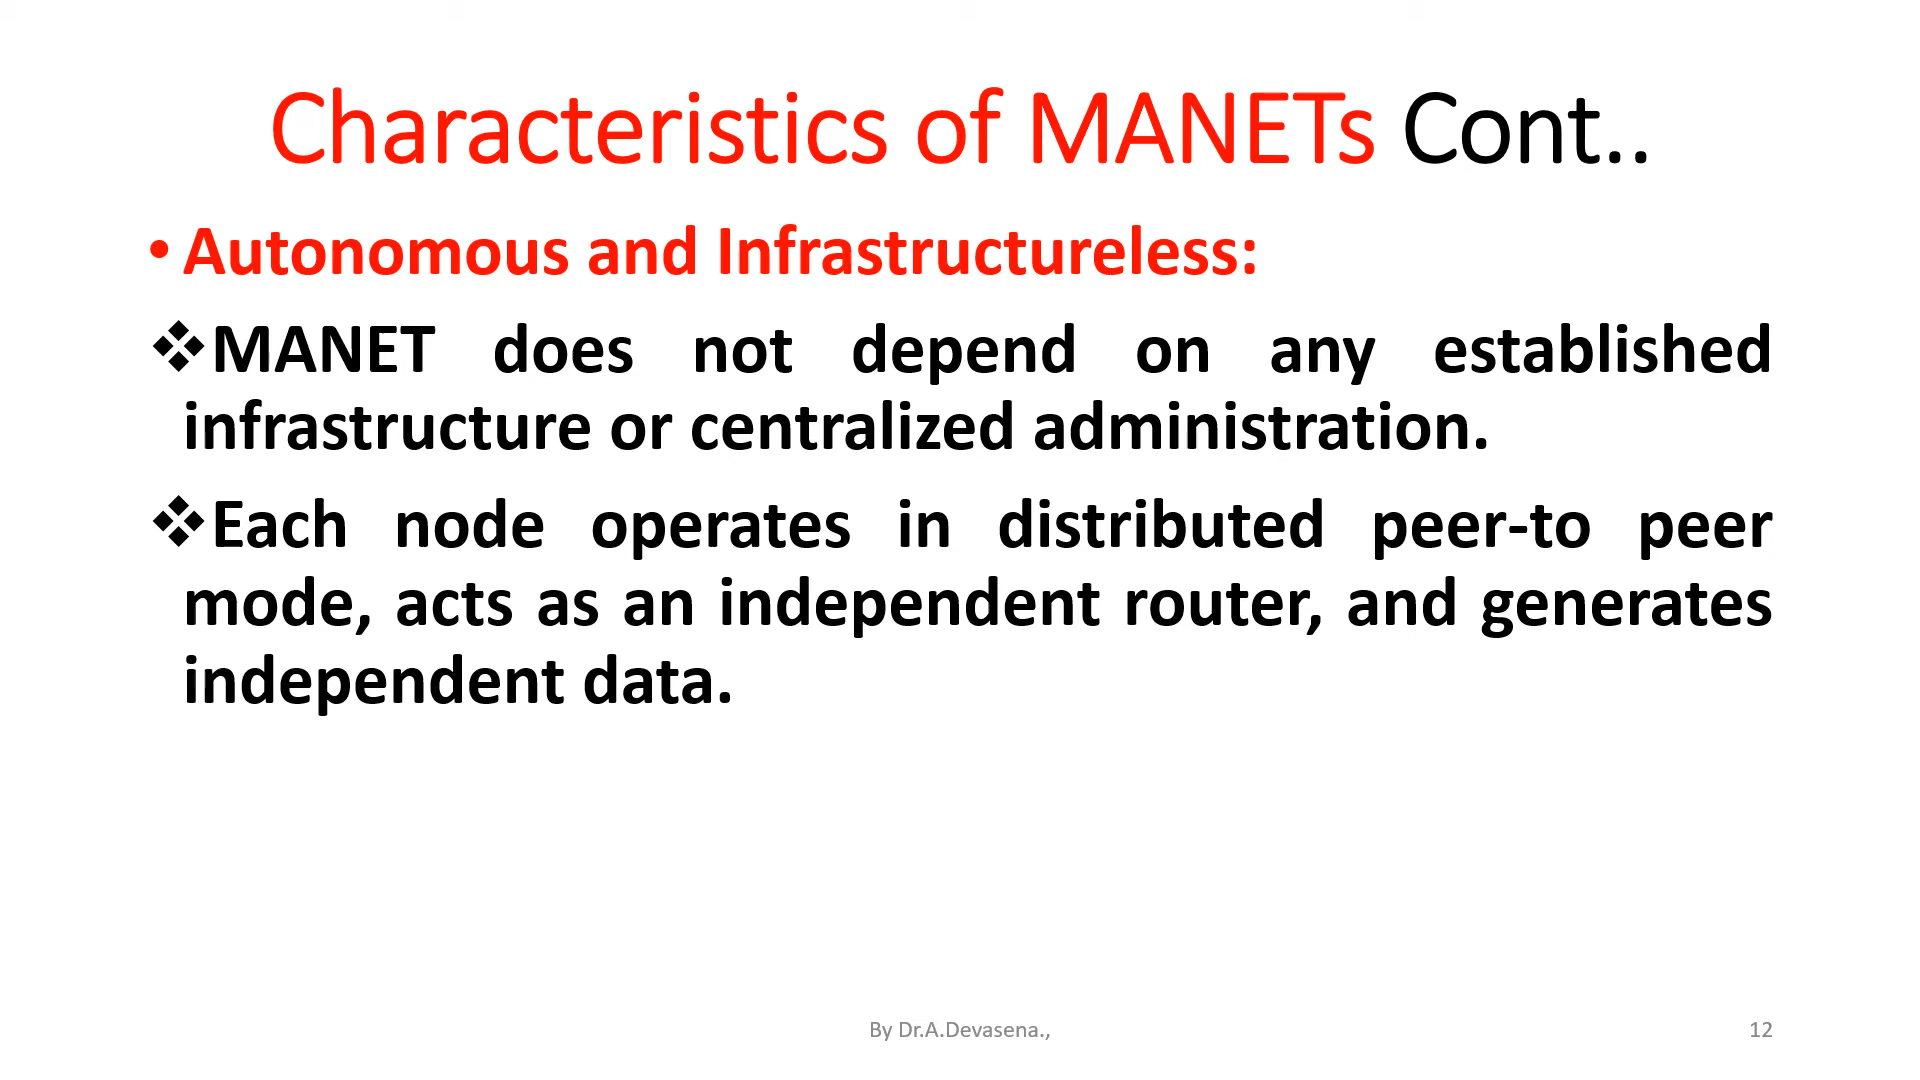 Characteristics of MANETs Cont..
• Autonomous and Infrastructureless:
❖MANET does not depend on any established
infrastructure or centralized administration.
❖Each node operates in distributed peer-to peer
mode, acts as an independent router, and generates
independent data.
By Dr.A.Devasena.,
12